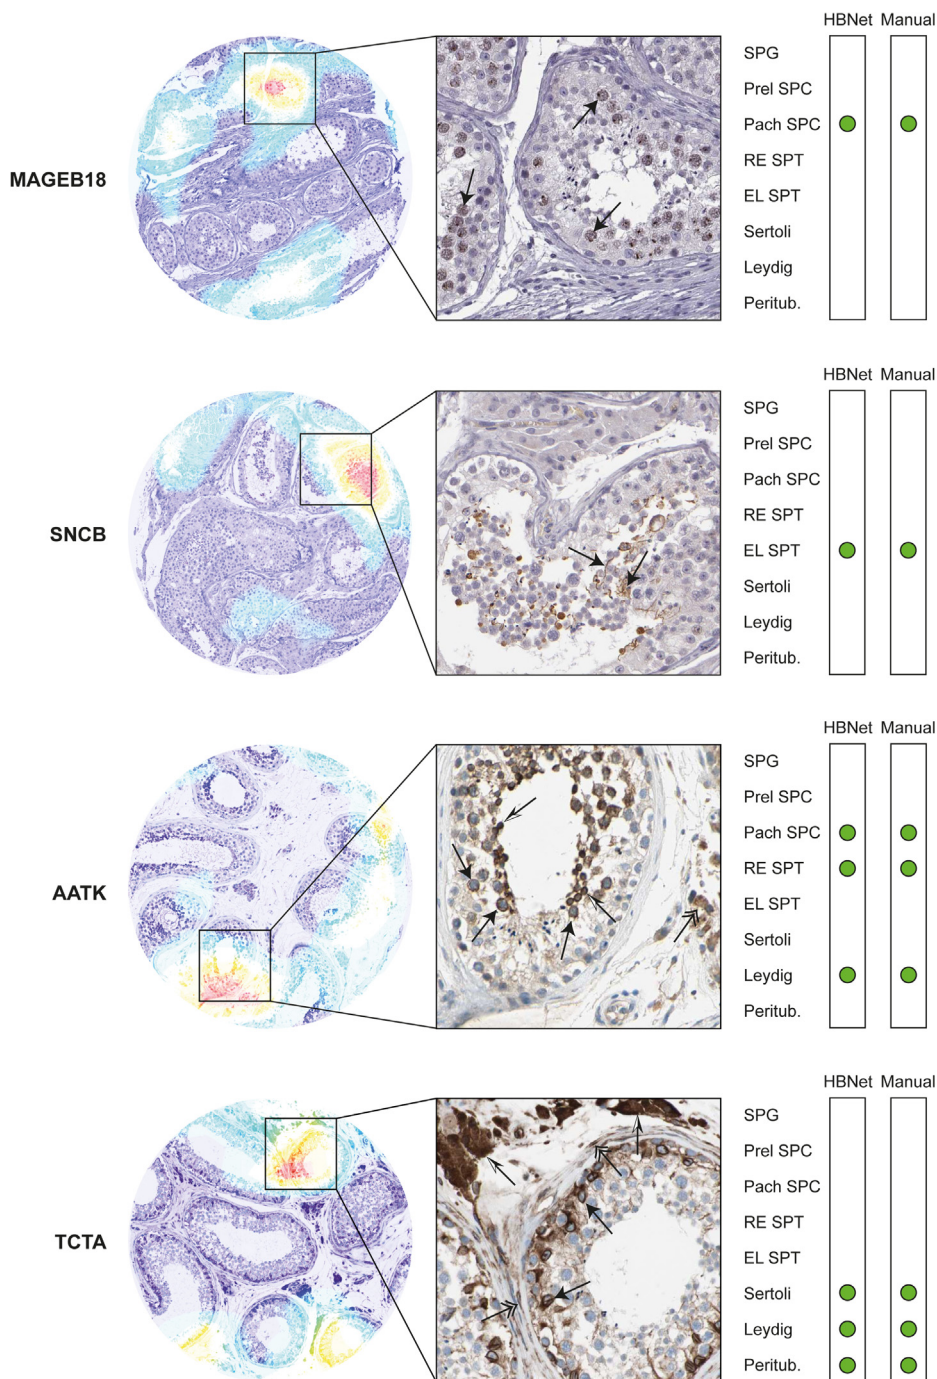 HBNet Manual
SPG
Prel SPC
Pach SPC
MAGEB18
RE SPT
EL SPT
Sertoli
Leydig
Peritub.
HBNet Manual
SPG
Prel SPC
Pach SPC
RE SPT
SNCB
EL SPT
Sertoli
Leydig
Peritub.
HBNet Manual
SPG
Prel SPC
Pach SPC
RE SPT
AATK
EL SPT
Sertoli
Leydig
Peritub.
HBNet Manual
SPG
Prel SPC
Pach SPC
RE SPT
TCTA
EL SPT
Sertoli
Leydig
Peritub.